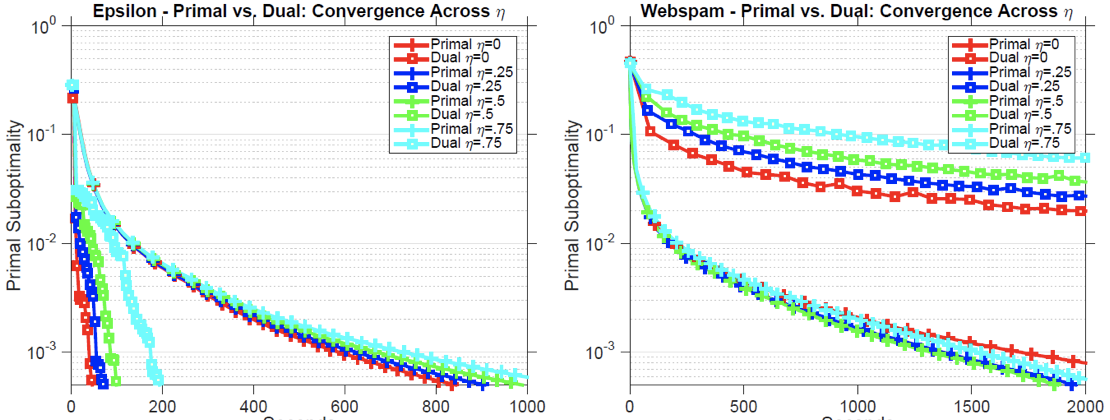 Epsilon - Primal vs. Dual: Convergence Across η
10^0
10^-1
10^-2
10^-3
Primal Suboptimality
Primal η=0
Dual η=0
Primal η=.25
Dual η=.25
Primal η=.5
Dual η=.5
Primal η=.75
Dual η=.75
0 200 400 600 800 1000
Webspam - Primal vs. Dual: Convergence Across η
10^0
10^-1
10^-2
10^-3
Primal Suboptimality
Primal η=0
Dual η=0
Primal η=.25
Dual η=.25
Primal η=.5
Dual η=.5
Primal η=.75
Dual η=.75
0 500 1000 1500 2000